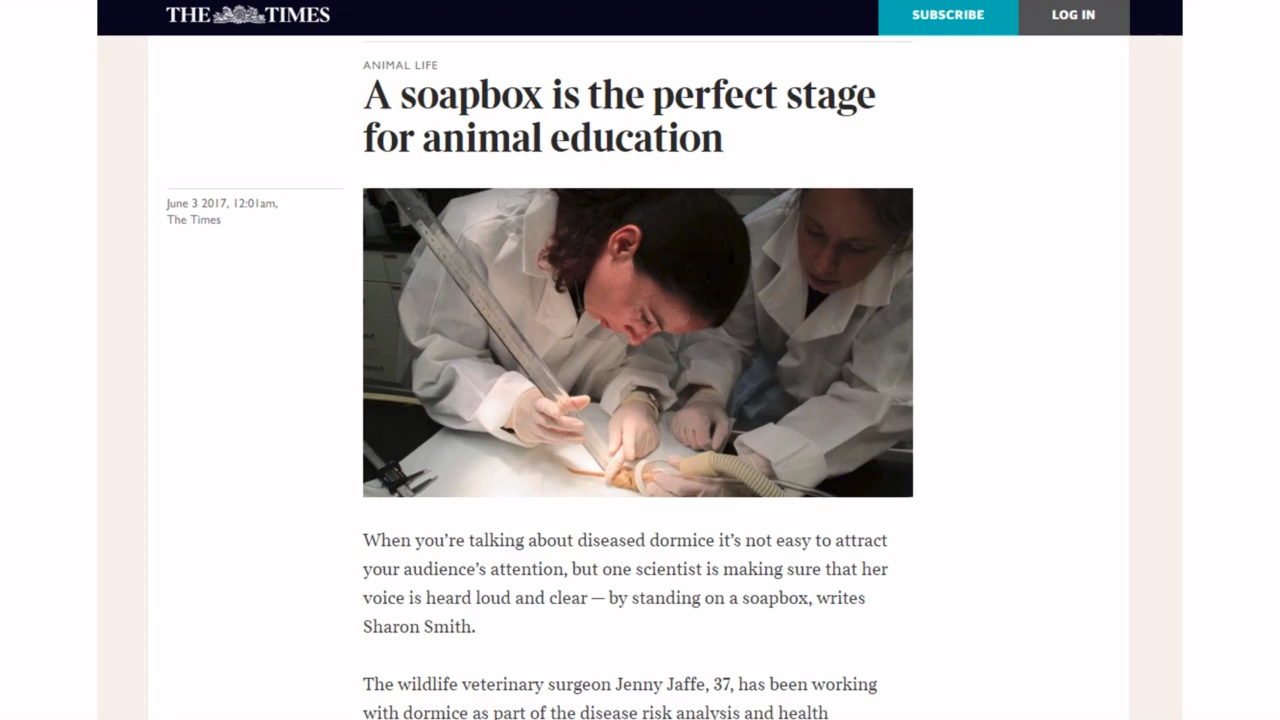 THE TIMES
SUBSCRIBE
LOG IN
ANIMAL LIFE
A soapbox is the perfect stage
for animal education
June 3 2017, 12:01am,
The Times
When you’re talking about diseased dormice it’s not easy to attract
your audience’s attention, but one scientist is making sure that her
voice is heard loud and clear — by standing on a soapbox, writes
Sharon Smith.
The wildlife veterinary surgeon Jenny Jaffe, 37, has been working
with dormice as part of the disease risk analysis and health